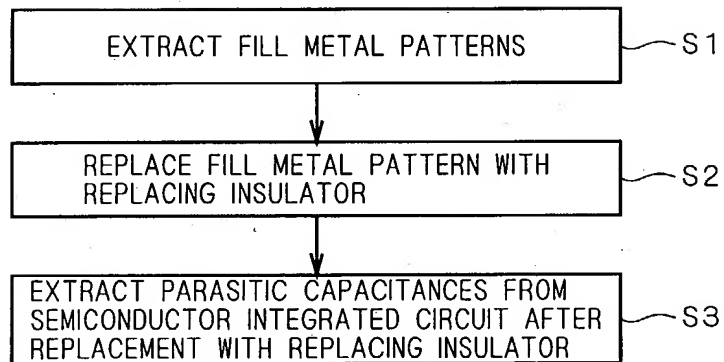 EXTRACT FILL METAL PATTERNS
S1
REPLACE FILL METAL PATTERN WITH
REPLACING INSULATOR
S2
EXTRACT PARASITIC CAPACITANCES FROM
SEMICONDUCTOR INTEGRATED CIRCUIT AFTER
REPLACEMENT WITH REPLACING INSULATOR
S3